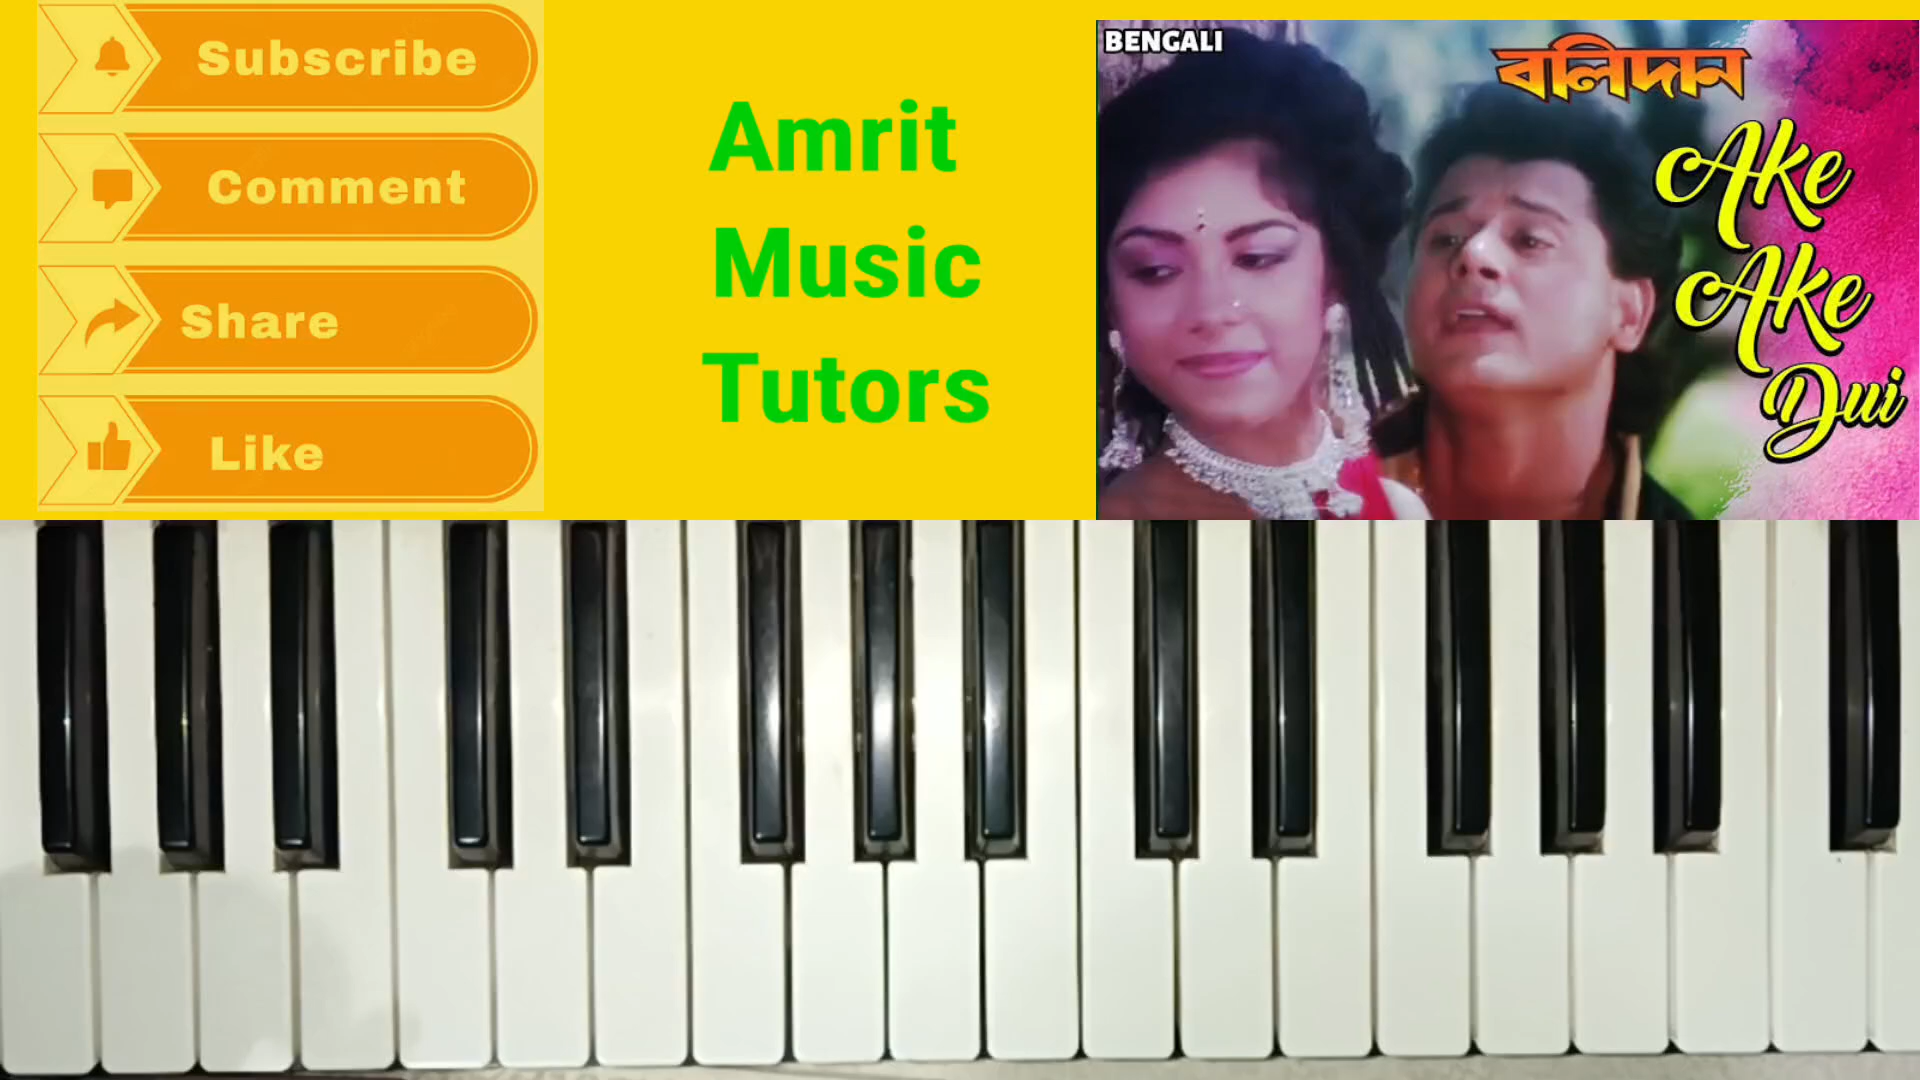 Subscribe
Comment
Share
Like
Amrit
Music
Tutors
BENGALI
বলিদান
Ake
Ake
Dui